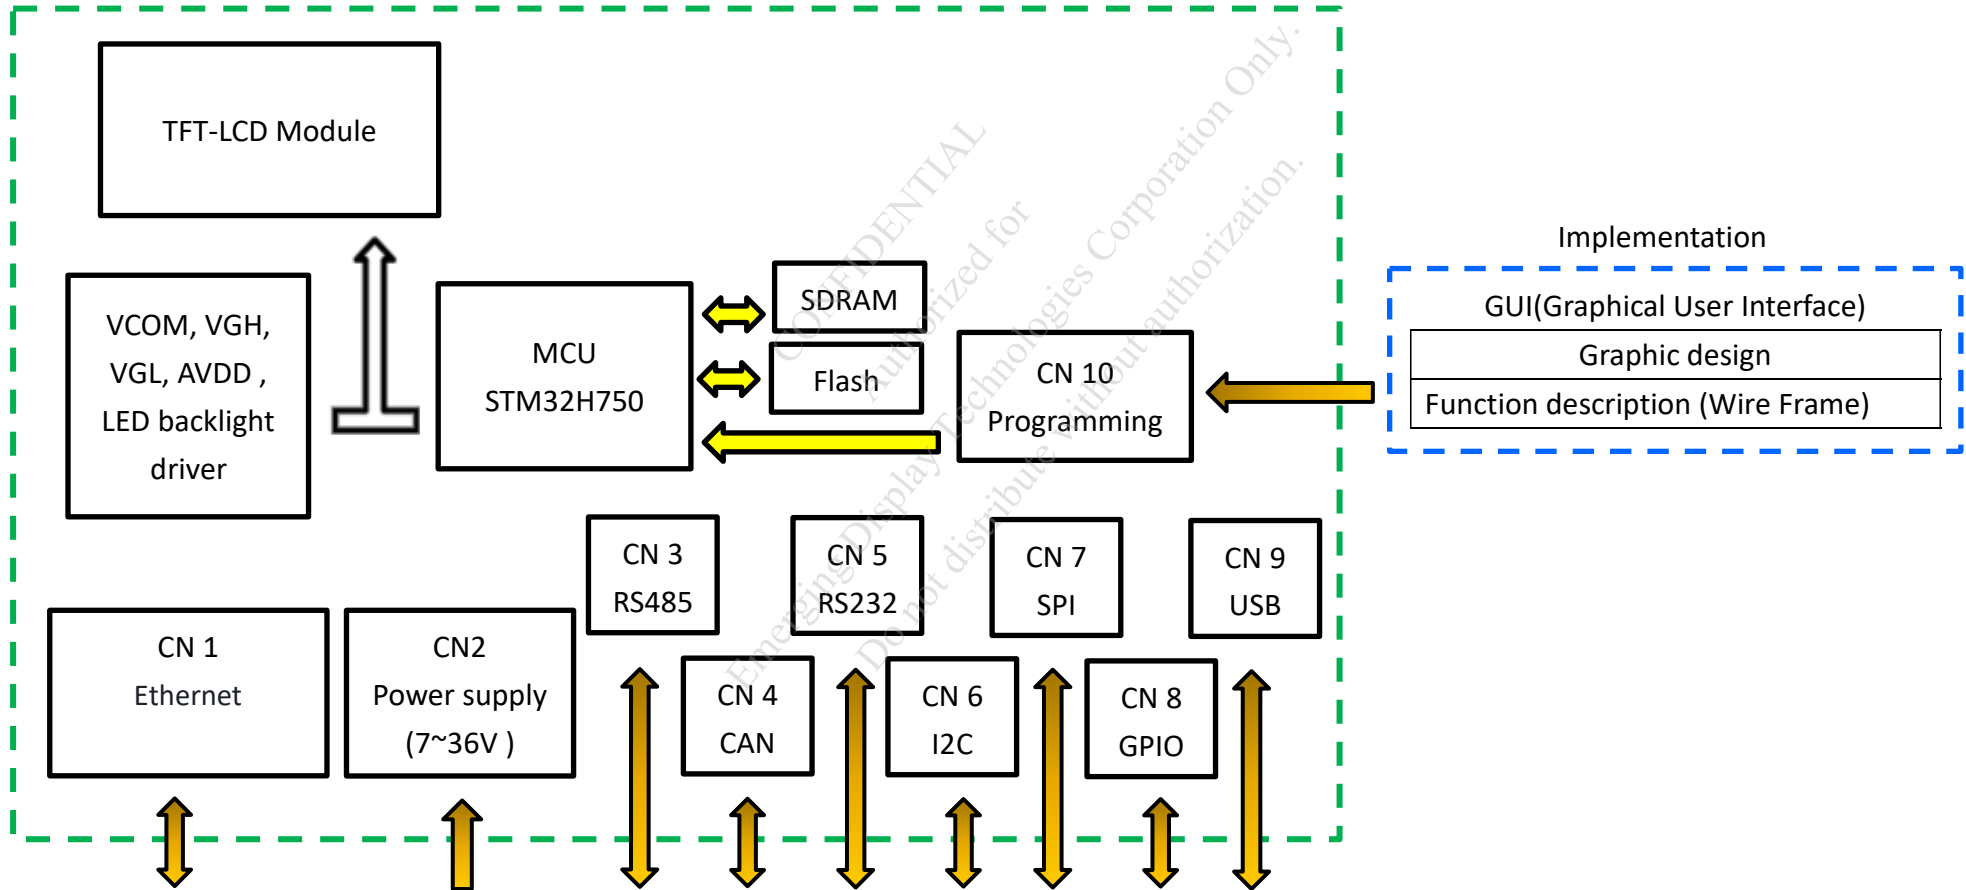 TFT-LCD Module
VCOM, VGH,
VGL, AVDD ,
LED backlight
driver
MCU
STM32H750
SDRAM
Flash
CN 10
Programming
Implementation
GUI(Graphical User Interface)
Graphic design
Function description (Wire Frame)
CN 1
Ethernet
CN2
Power supply
(7~36V )
CN 3
RS485
CN 4
CAN
CN 5
RS232
CN 6
I2C
CN 7
SPI
CN 8
GPIO
CN 9
USB
CONFIDENTIAL
Authorized for
Emerging Display Technologies Corporation Only.
Do not distribute without authorization.